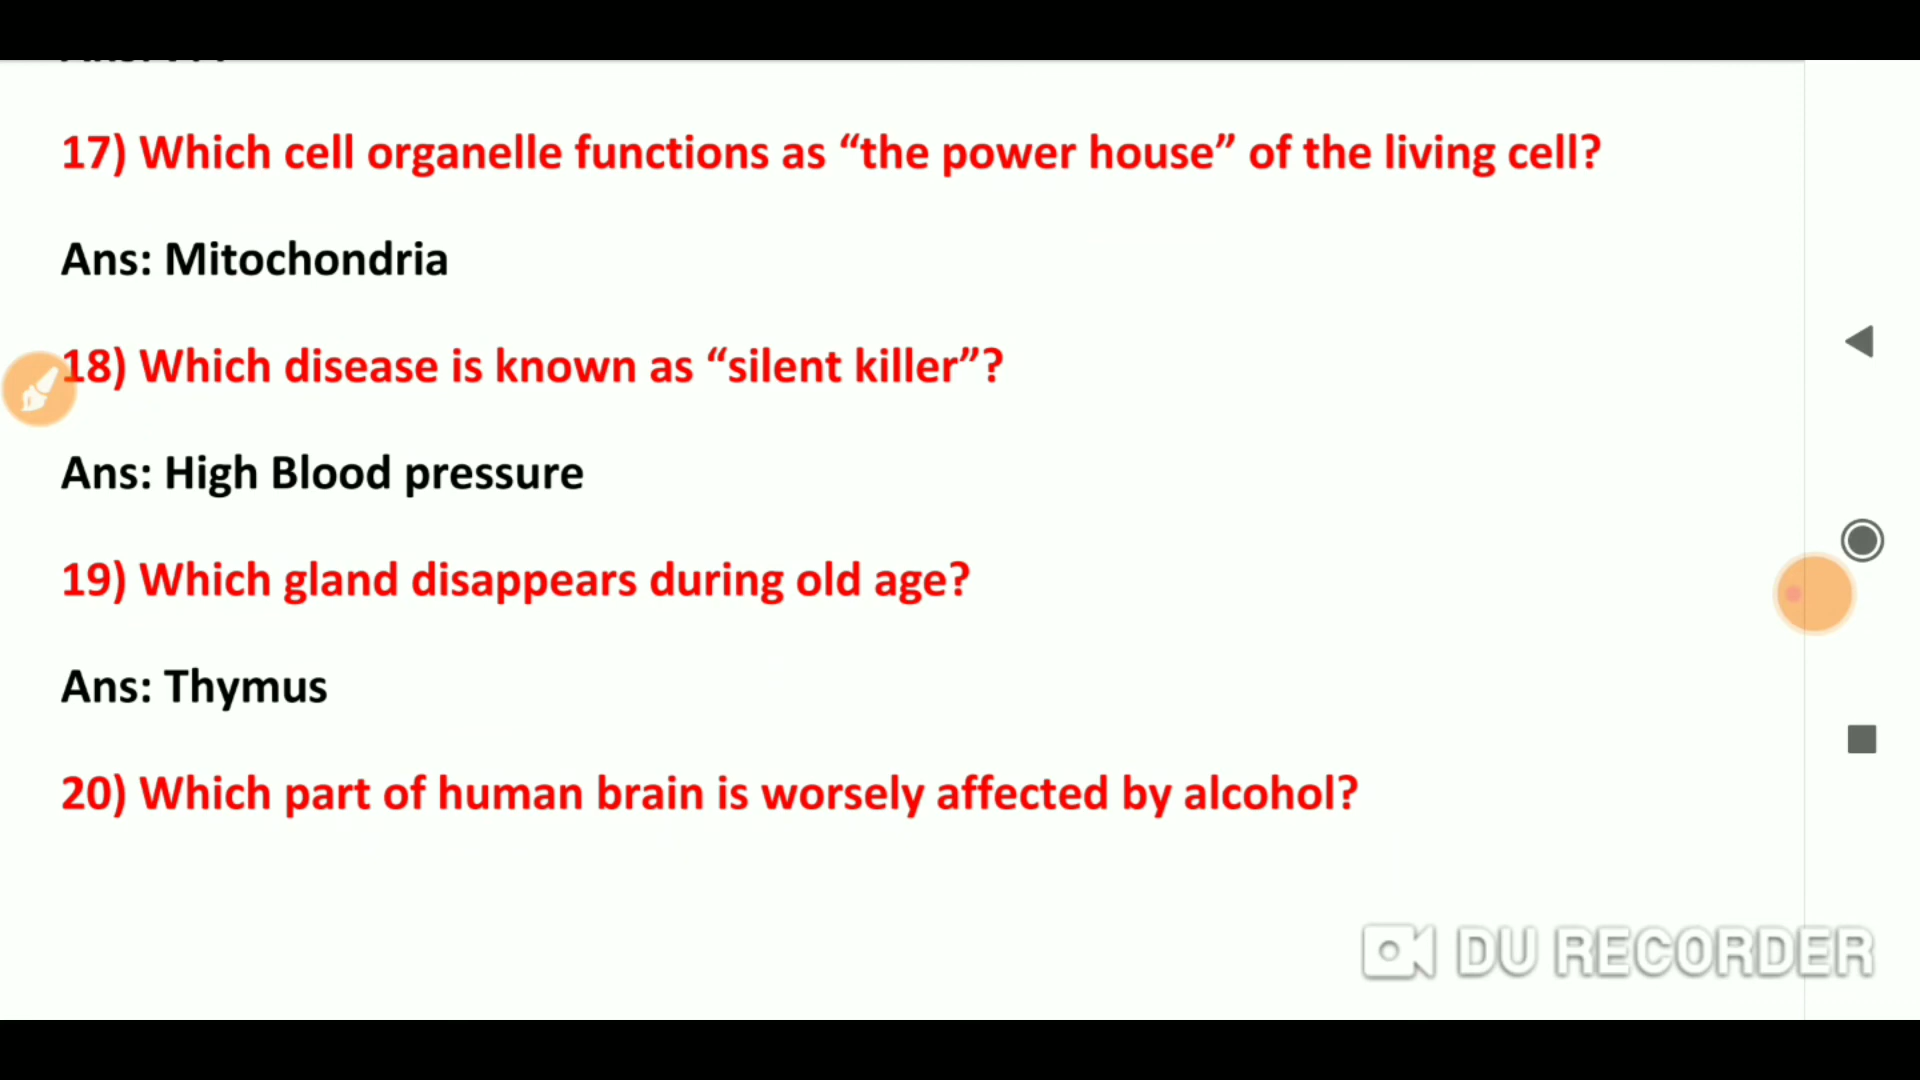 17) Which cell organelle functions as “the power house” of the living cell?
Ans: Mitochondria
18) Which disease is known as “silent killer”?
Ans: High Blood pressure
19) Which gland disappears during old age?
Ans: Thymus
20) Which part of human brain is worsely affected by alcohol?
DU RECORDER